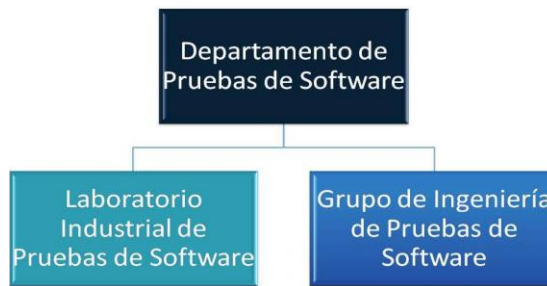 Departamento de
Pruebas de Software
Laboratorio
Industrial de
Pruebas de Software
Grupo de Ingeniería
de Pruebas de
Software